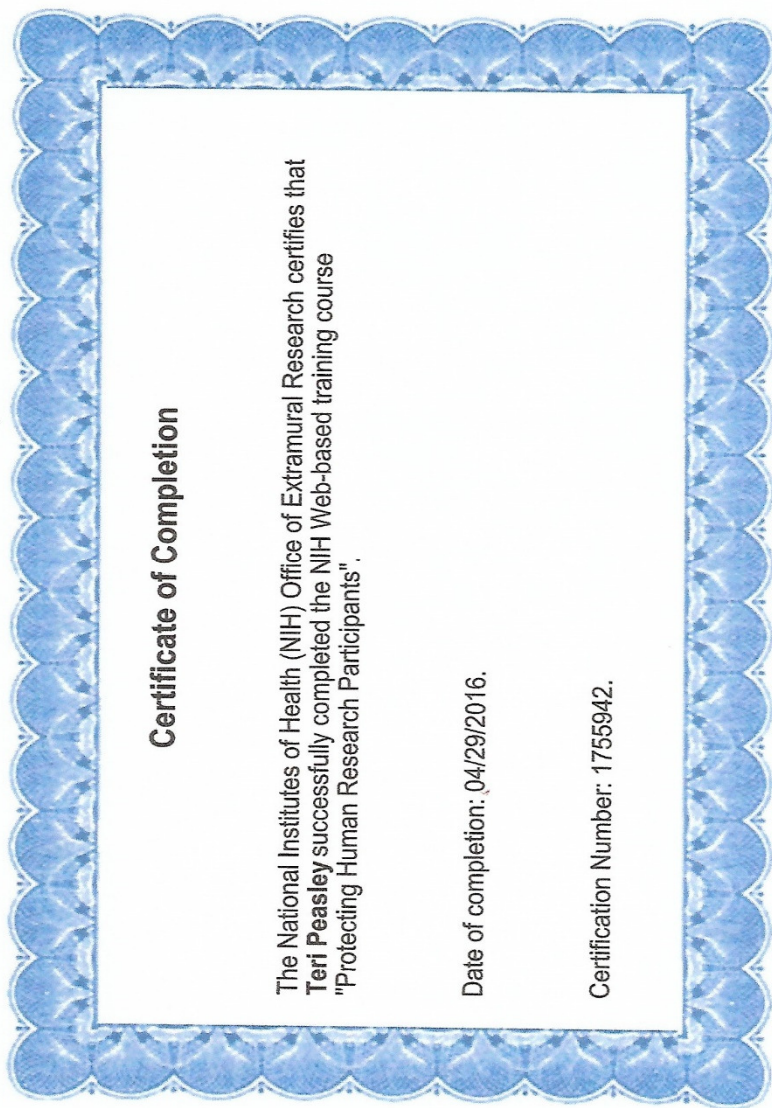 Certificate of Completion
The National Institutes of Health (NIH) Office of Extramural Research certifies that
Teri Peasley successfully completed the NIH Web-based training course
"Protecting Human Research Participants".
Date of completion: 04/29/2016.
Certification Number: 1755942.